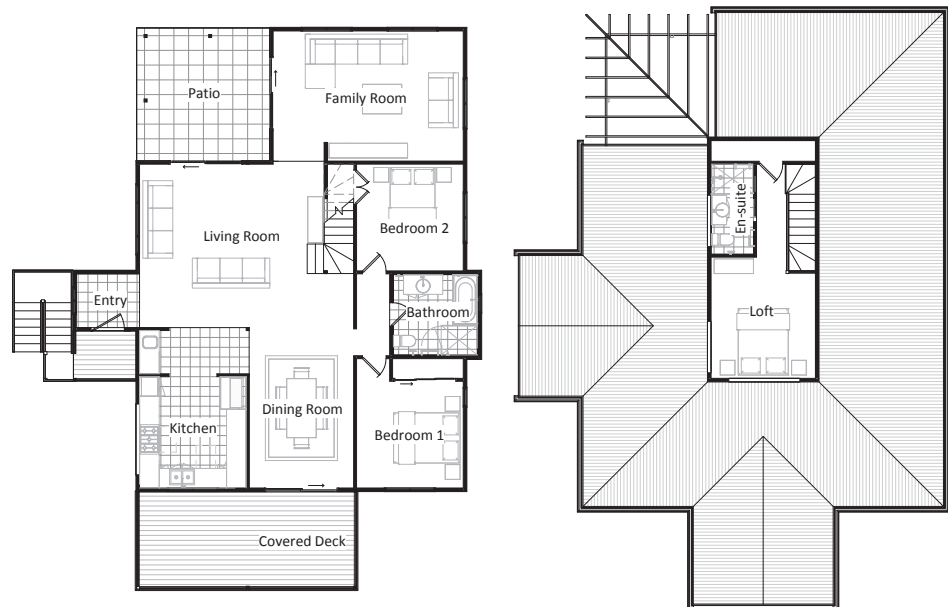 Patio
Family Room
Living Room
Bedroom 2
Entry
Bathroom
Dining Room
Kitchen
Bedroom 1
Covered Deck
En-suite
Loft